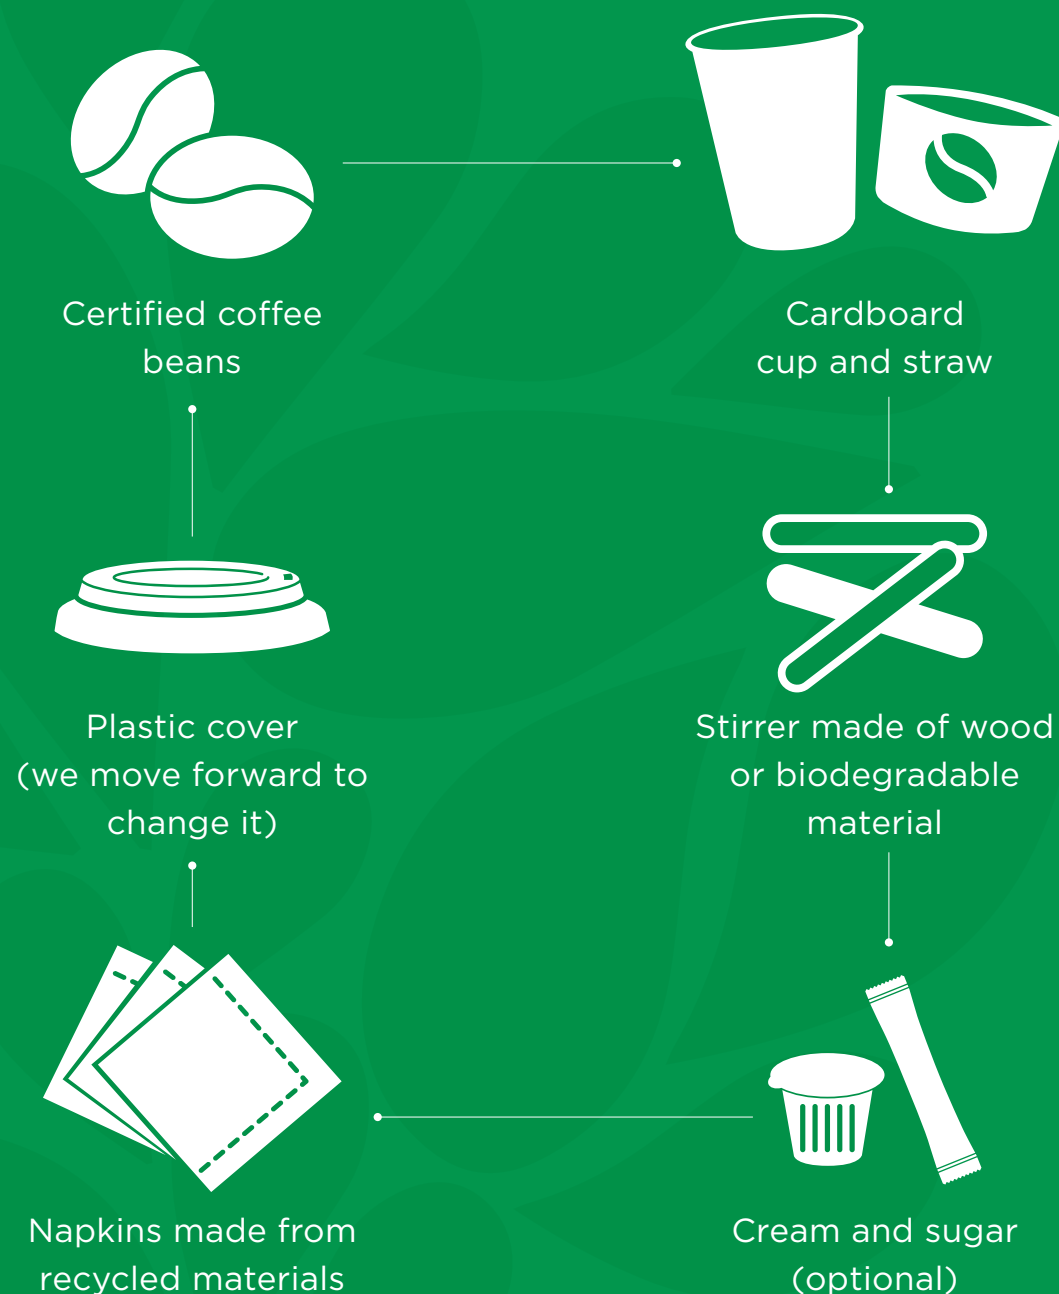 Certified coffee
beans
Cardboard
cup and straw
Plastic cover
(we move forward to
change it)
Stirrer made of wood
or biodegradable
material
Napkins made from
recycled materials
Cream and sugar
(optional)